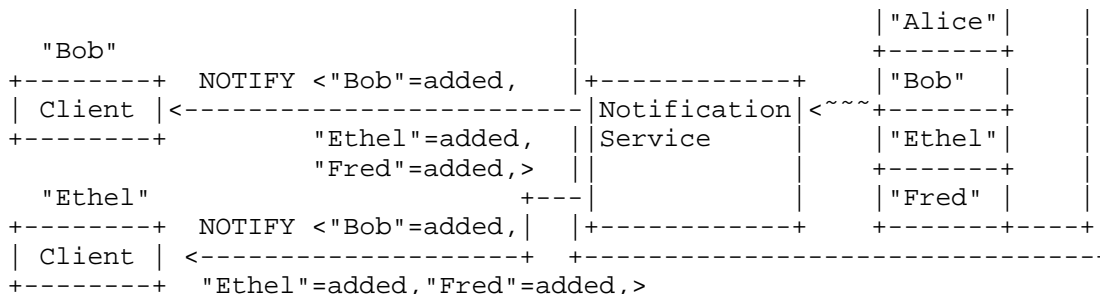 |                  |"Alice"|    |
  "Bob"                            |                  +-------+    |
+--------+  NOTIFY <"Bob"=added,   |+------------+    |"Bob"  |    |
| Client |<-------------------------|Notification|<~~~+-------+    |
+--------+         "Ethel"=added,  ||Service     |    |"Ethel"|    |
                   "Fred"=added,>  ||            |    +-------+    |
  "Ethel"                       +---|            |    |"Fred" |    |
+--------+  NOTIFY <"Bob"=added,|  |+------------+    +-------+----+
| Client | <--------------------+  +---------------------------------
+--------+  "Ethel"=added,"Fred"=added,>